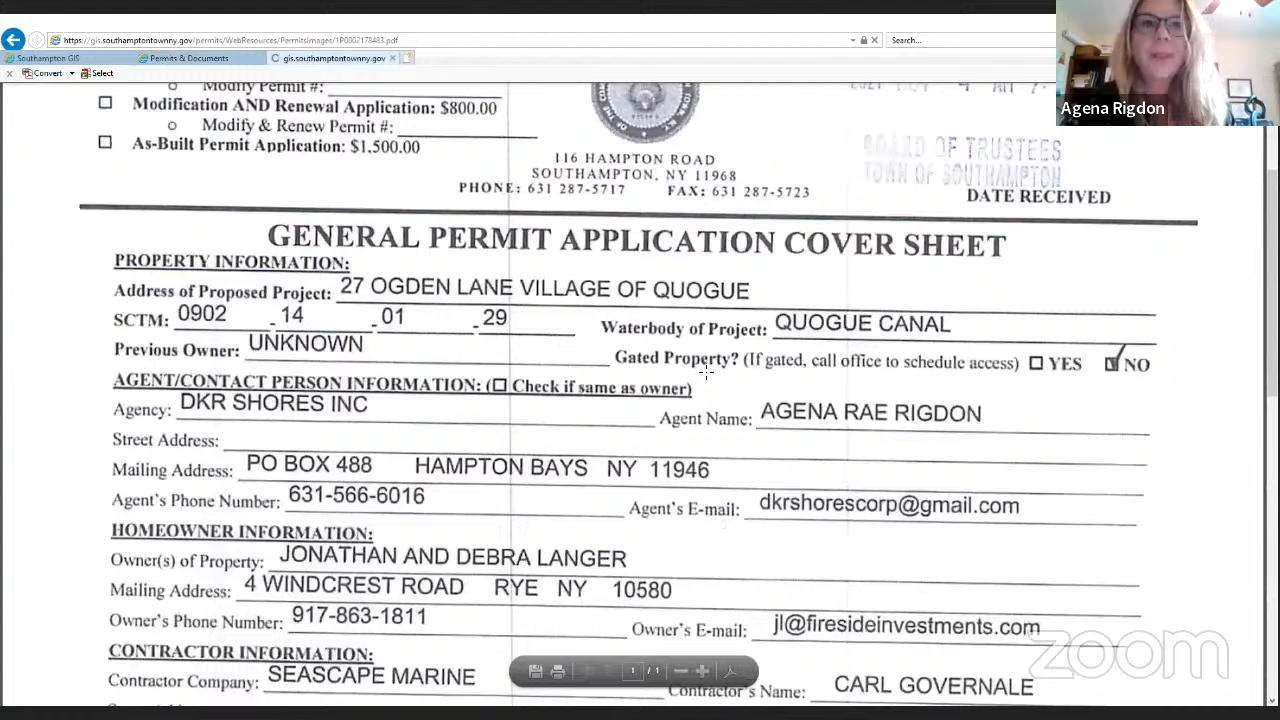 https://gis.southamptontownny.gov/permits/WebResources/PermitsImages/1P0002178483.pdf
Search...
Southampton GIS
Permits & Documents
gis.southamptontownny.gov
Convert
Select
Agena Rigdon
Modify Permit #:
Modification AND Renewal Application: $800.00
Modify & Renew Permit #:
As-Built Permit Application: $1,500.00
116 HAMPTON ROAD
SOUTHAMPTON, NY 11968
PHONE: 631 287-5717 FAX: 631 287-5723
BOARD OF TRUSTEES
TOWN OF SOUTHAMPTON
DATE RECEIVED
GENERAL PERMIT APPLICATION COVER SHEET
PROPERTY INFORMATION:
Address of Proposed Project: 27 OGDEN LANE VILLAGE OF QUOGUE
SCTM: 0902 - 14 - 01 - 29 Waterbody of Project: QUOGUE CANAL
Previous Owner: UNKNOWN Gated Property? (If gated, call office to schedule access) YES NO
AGENT/CONTACT PERSON INFORMATION: ( Check if same as owner)
Agency: DKR SHORES INC Agent Name: AGENA RAE RIGDON
Street Address:
Mailing Address: PO BOX 488 HAMPTON BAYS NY 11946
Agent's Phone Number: 631-566-6016 Agent's E-mail: dkrshorescorp@gmail.com
HOMEOWNER INFORMATION:
Owner(s) of Property: JONATHAN AND DEBRA LANGER
Mailing Address: 4 WINDCREST ROAD RYE NY 10580
Owner's Phone Number: 917-863-1811 Owner's E-mail: jl@firesideinvestments.com
CONTRACTOR INFORMATION:
Contractor Company: SEASCAPE MARINE Contractor's Name: CARL GOVERNALE
1 / 1
zoom